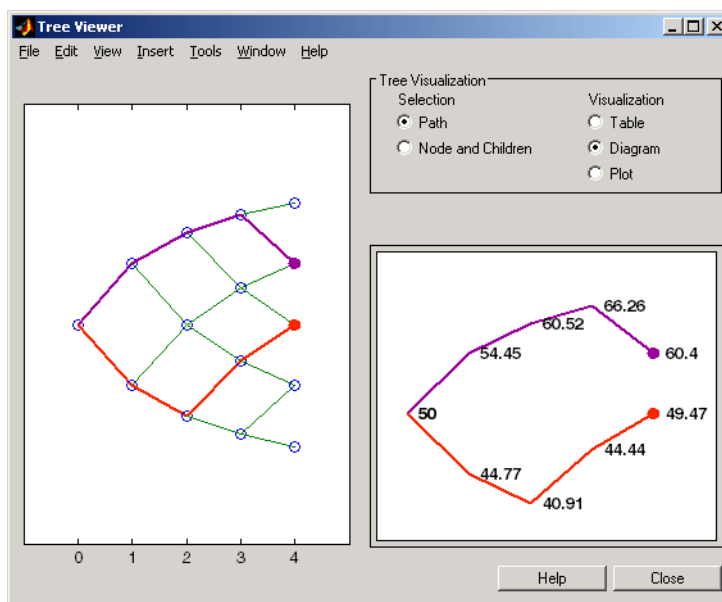 Tree Viewer
File Edit View Insert Tools Window Help
Tree Visualization
Selection
Visualization
Path
Table
Node and Children
Diagram
Plot
66.26
60.52
54.45
60.4
50
49.47
44.44
44.77
40.91
0 1 2 3 4
Help
Close